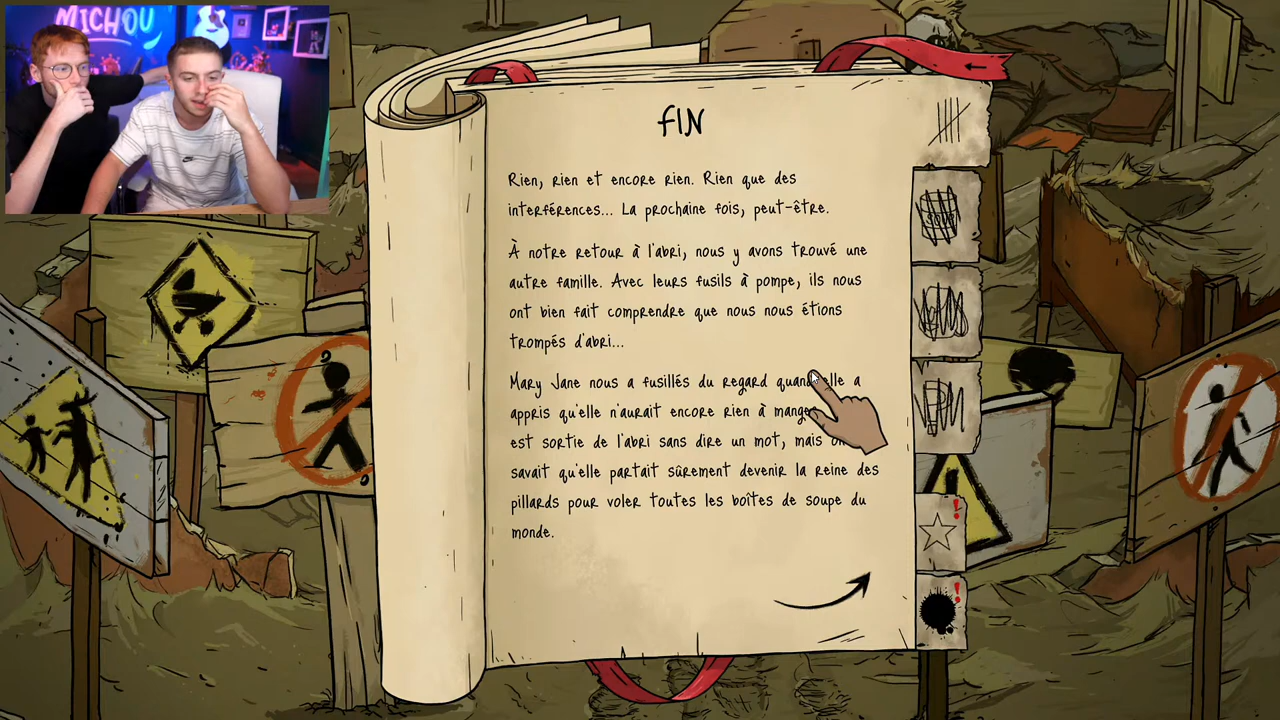 MICHOU
FIN
Rien, rien et encore rien. Rien que des
interférences... La prochaine fois, peut-être.
À notre retour à l'abri, nous y avons trouvé une
autre famille. Avec leurs fusils à pompe, ils nous
ont bien fait comprendre que nous nous étions
trompés d'abri...
Mary Jane nous a fusillés du regard quand elle a
appris qu'elle n'aurait encore rien à
est sortie de l'abri sans dire un mot, mais
savait qu'elle partait sûrement devenir la reine des
pillards pour voler toutes les boîtes de soupe du
monde.